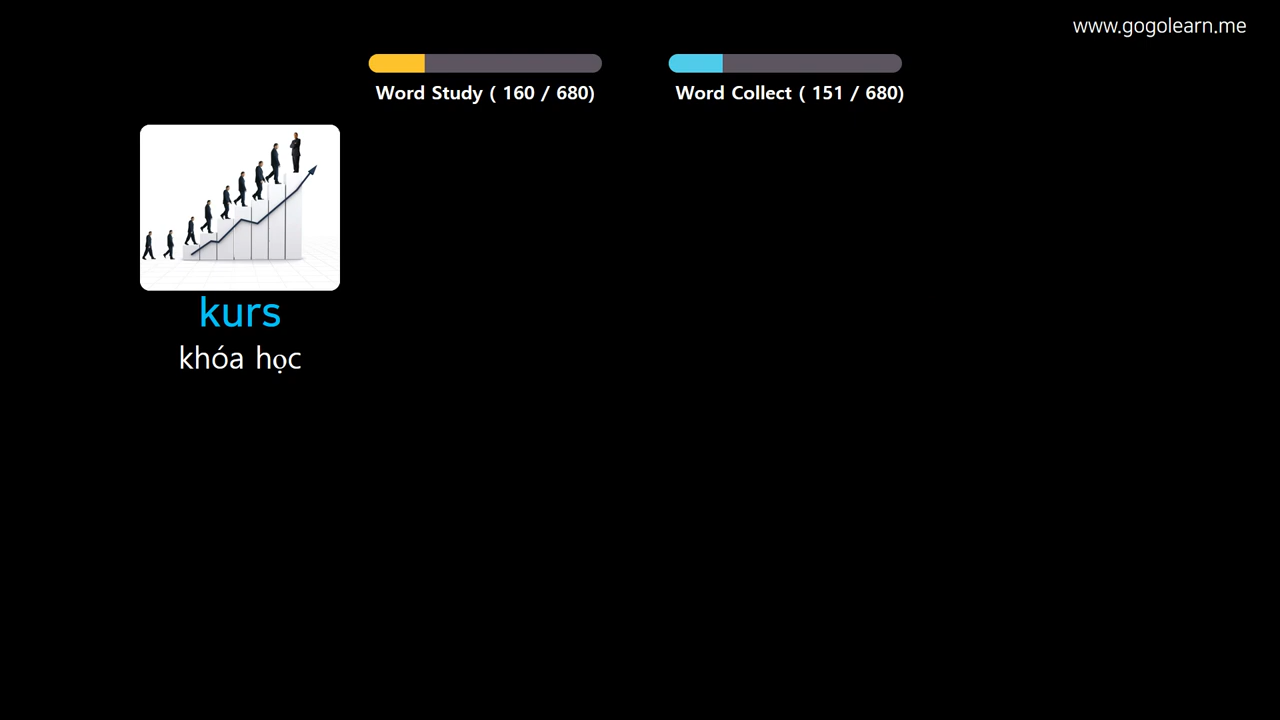 www.gogolearn.me
Word Study ( 160 / 680)
Word Collect ( 151 / 680)
kurs
khóa học